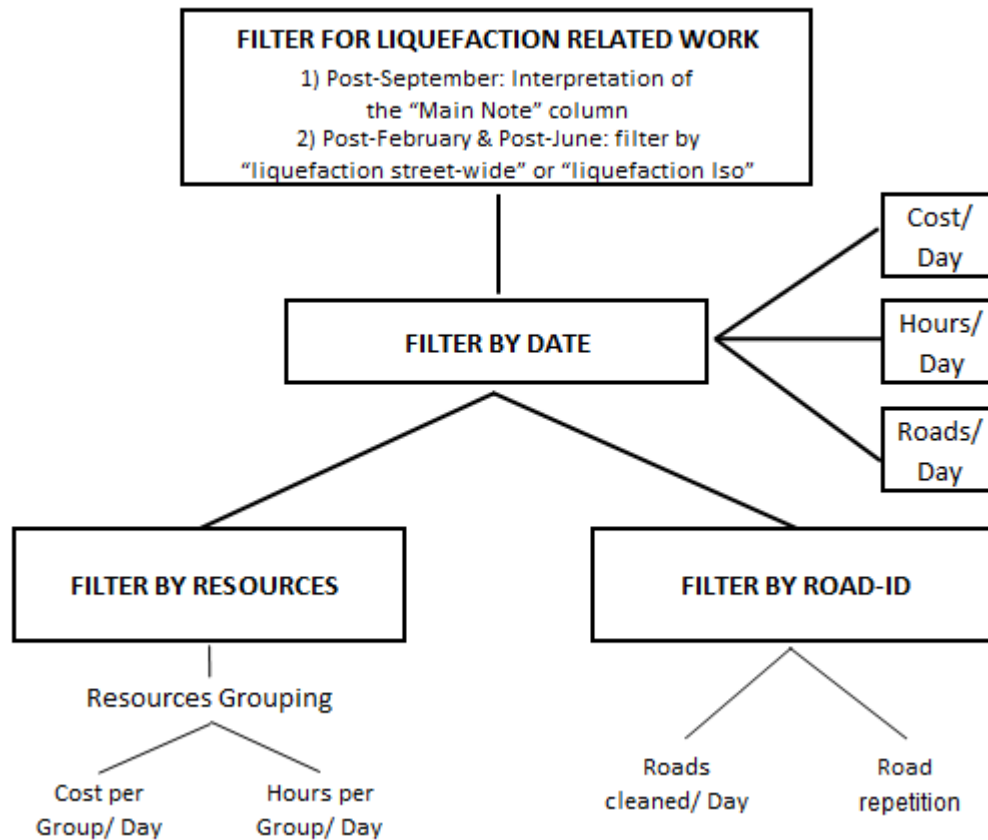 FILTER FOR LIQUEFACTION RELATED WORK
1) Post-September: Interpretation of
the “Main Note” column
2) Post-February & Post-June: filter by
“liquefaction street-wide” or “liquefaction Iso”
Cost/
Day
FILTER BY DATE
Hours/
Day
Roads/
Day
FILTER BY RESOURCES
FILTER BY ROAD-ID
Resources Grouping
Cost per
Group/ Day
Hours per
Group/ Day
Roads
cleaned/ Day
Road
repetition